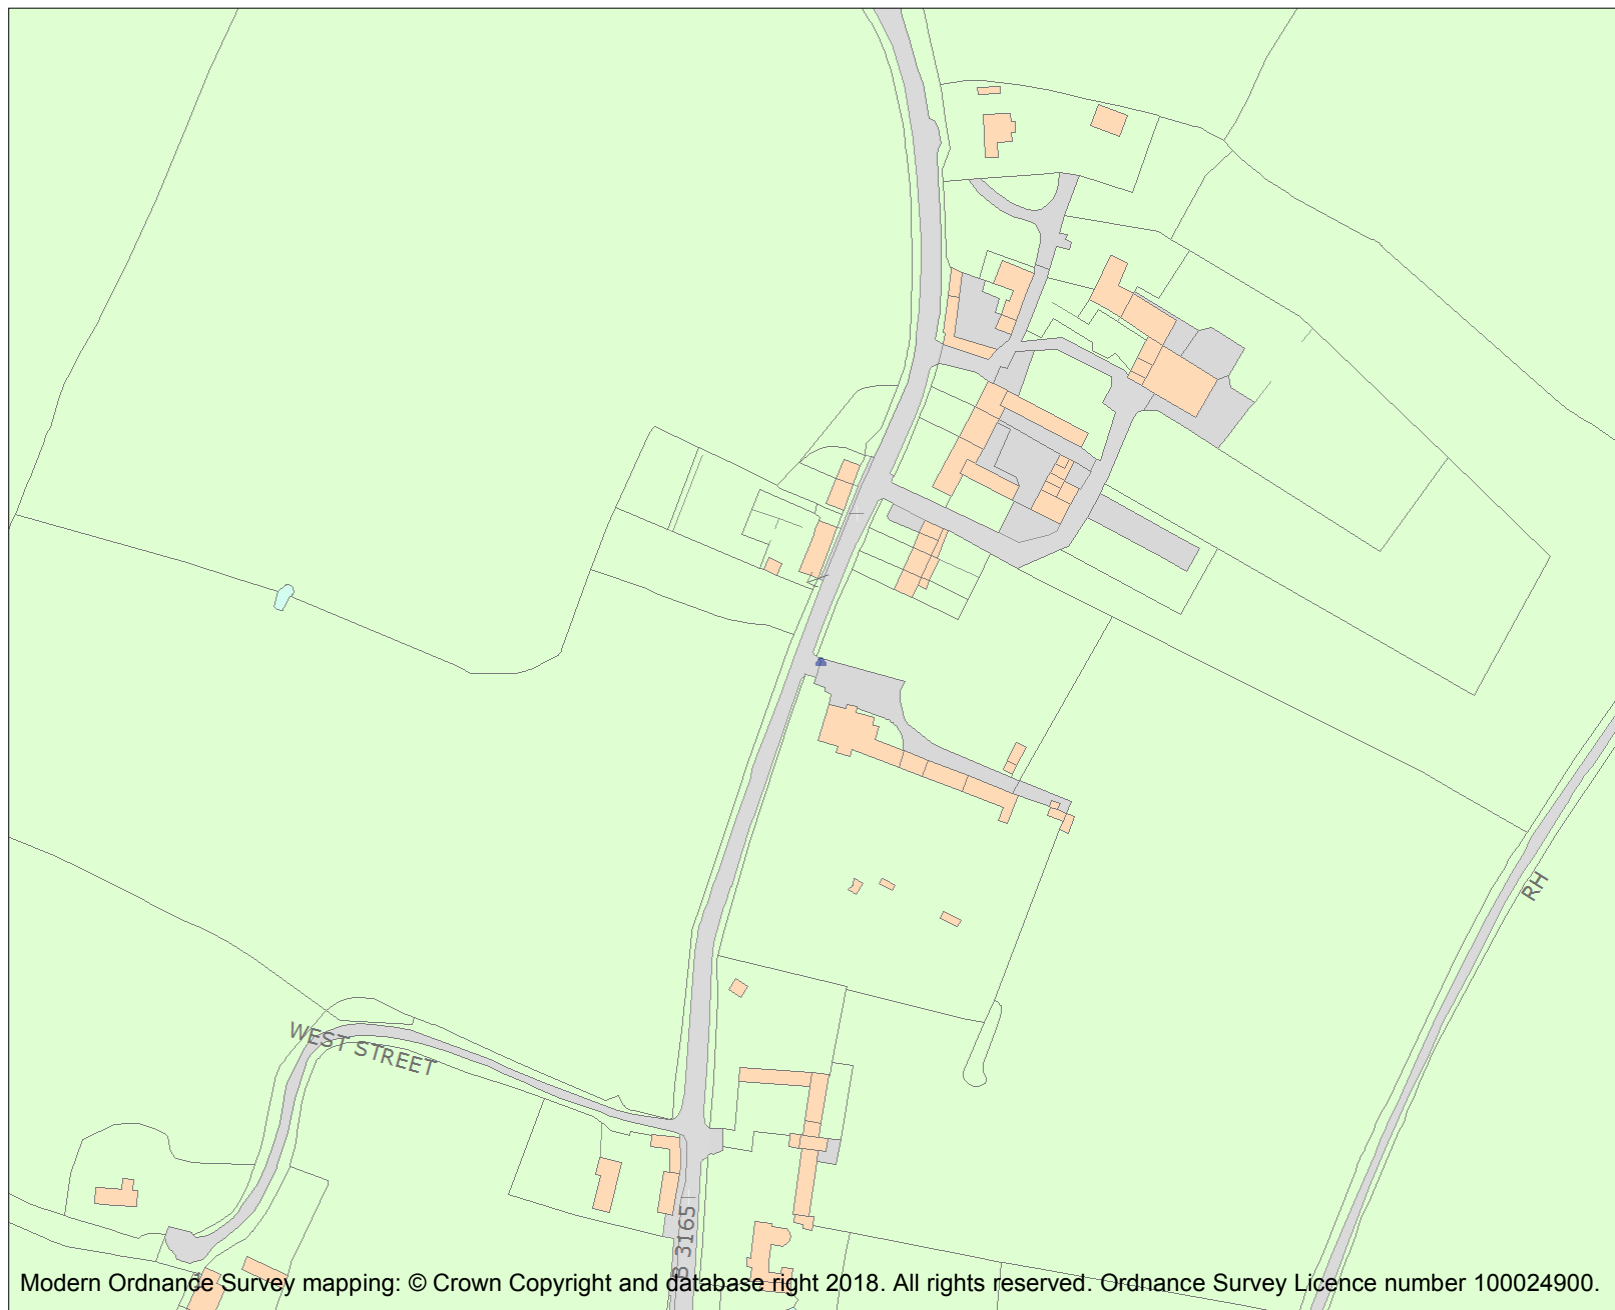 RH
WEST STREET
B 3165
Modern Ordnance Survey mapping: © Crown Copyright and database right 2018. All rights reserved. Ordnance Survey Licence number 100024900.